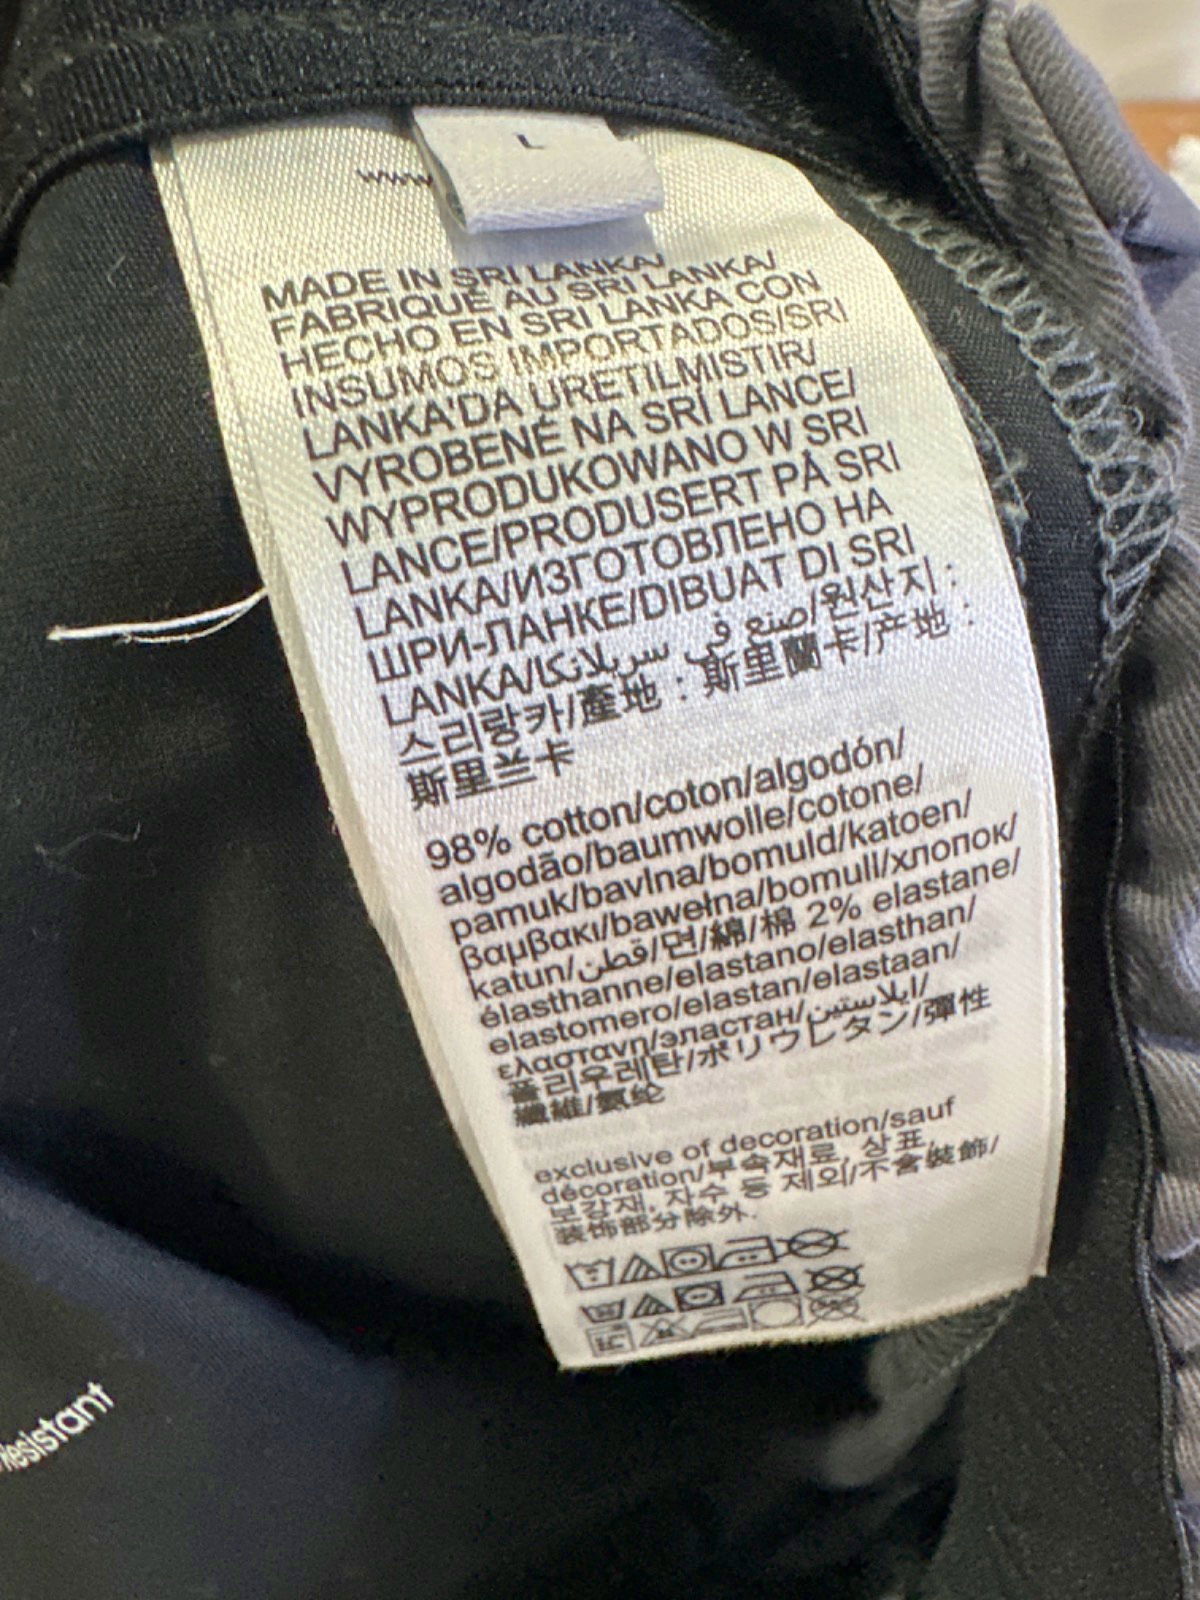 L
www
MADE IN SRI LANKA/
FABRIQUÉ AU SRI LANKA/
HECHO EN SRI LANKA CON
INSUMOS IMPORTADOS/SRI
LANKA'DA ÜRETILMISTIR/
VYROBENÉ NA SRÍ LANCE/
WYPRODUKOWANO W SRI
LANCE/PRODUSERT PÅ SRI
LANKA/ИЗГОТОВЛЕНО НА
ШРИ-ЛАНКЕ/DIBUAT DI SRI
LANKA/صنع في سريلانكا/원산지 :
스리랑카/產地 : 斯里蘭卡/产地 :
斯里兰卡
98% cotton/coton/algodón/
algodão/baumwolle/cotone/
pamuk/bavlna/bomuld/katoen/
βαμβακι/bawełna/bomull/хлопок/
katun/قطن/면/綿/棉 2% elastane/
élasthanne/elastano/elasthan/
elastomero/elastan/elastaan/
ελαστανη/эластан/ايلاستين/
폴리우레탄/ポリウレタン/彈性
纖維/氨纶
exclusive of decoration/sauf
décoration/부속재료, 상표,
보강재, 자수 등 제외/不含裝飾/
装饰部分除外.
Resistant